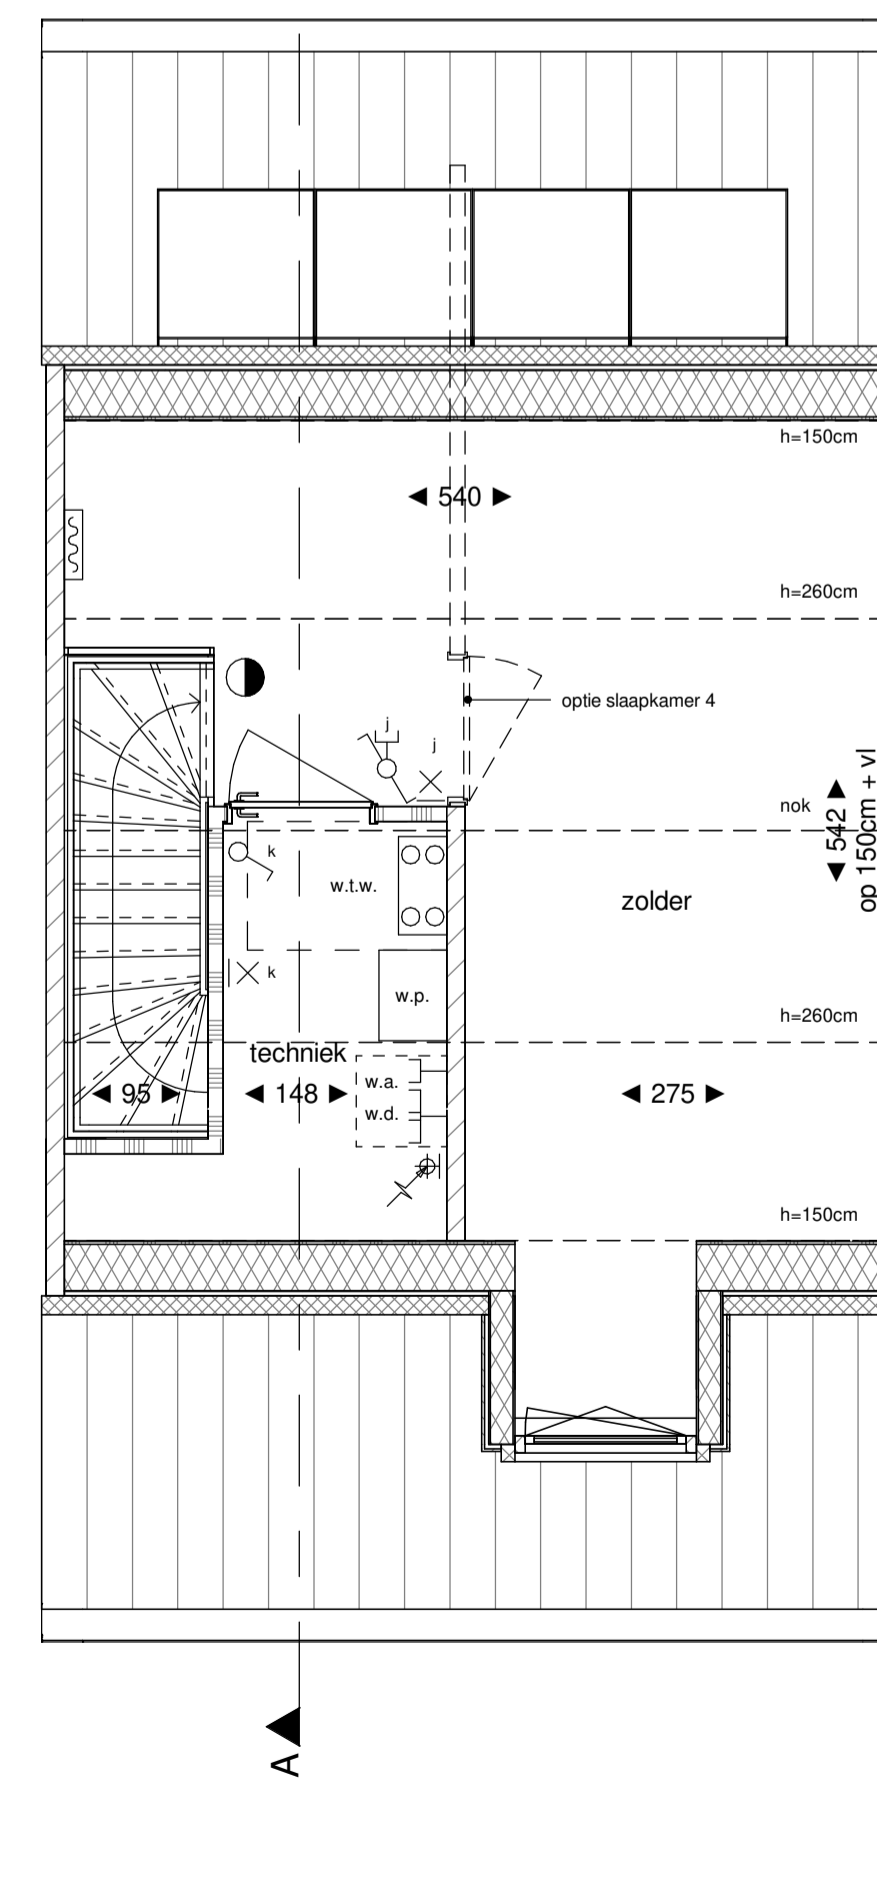 h=150cm
◄ 540 ►
h=260cm
optie slaapkamer 4
j
j
nok
◄ 542 ►
op 150cm + vl
k
w.t.w.
zolder
k
w.p.
h=260cm
techniek
w.a.
◄ 95 ►
◄ 148 ►
◄ 275 ►
w.d.
h=150cm
A